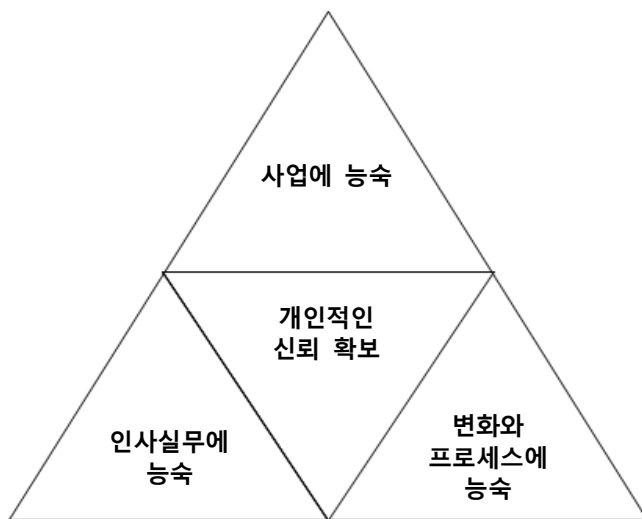 사업에 능숙
개인적인
신뢰 확보
인사실무에
능숙
변화와
프로세스에
능숙